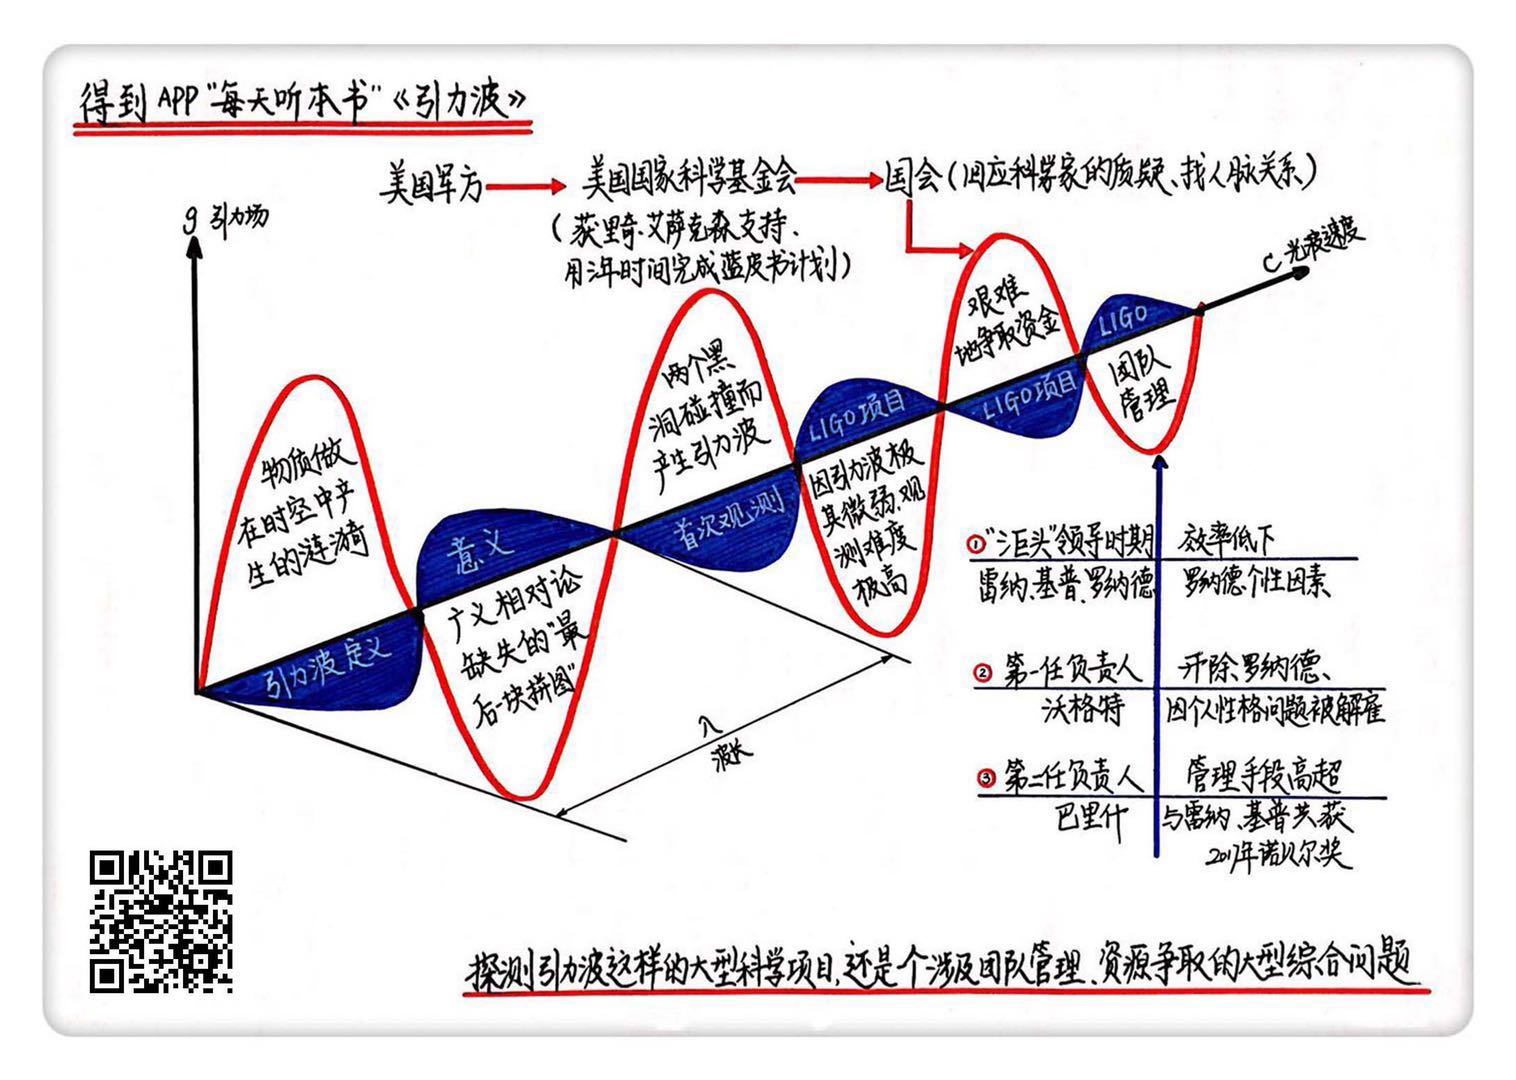 得到APP"每天听本书"《引力波》
美国军方 → 美国国家科学基金会 → 国会(回应科学家的质疑、找人脉关系)
(获里奇·艾萨克森支持、
用3年时间完成蓝皮书计划)
g 引力场
C 光波速度
物质做
在时空中产
生的涟漪
引力波定义
意义
广义相对论
缺失的"最
后一块拼图"
两个黑
洞碰撞而
产生引力波
首次观测
LIGO项目
因引力波极
其微弱、观
测难度
极高
艰难
地争取资金
LIGO项目
LIGO
团队
管理
λ
波长
① "三巨头"领导时期 效率低下
雷纳、基普、罗纳德 罗纳德个性因素
② 第一任负责人 开除罗纳德、
沃格特 因个人性格问题被解雇
③ 第二任负责人 管理手段高超
巴里什 与雷纳、基普共获
2017年诺贝尔奖
探测引力波这样的大型科学项目,还是个涉及团队管理、资源争取的大型综合问题